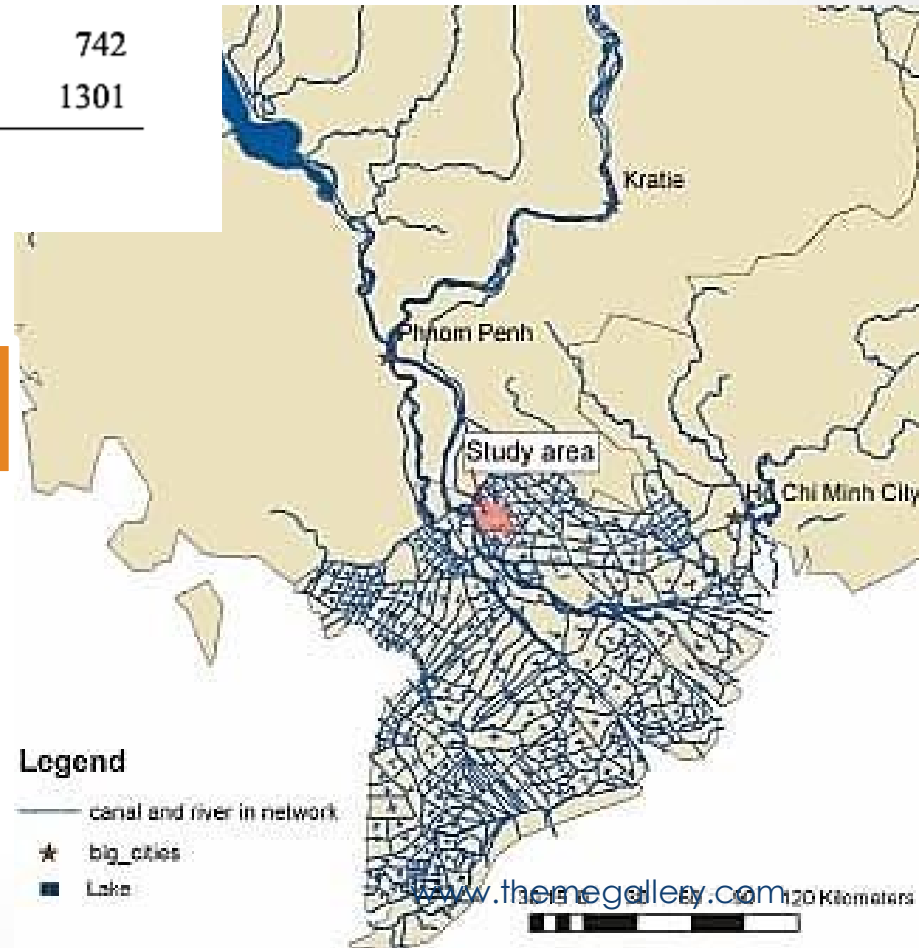 742
1301
Kratie
Phnom Penh
Study area
Ho Chi Minh City
Legend
canal and river in network
big_cities
Lake
www.themegallery.com
120 Kilometers